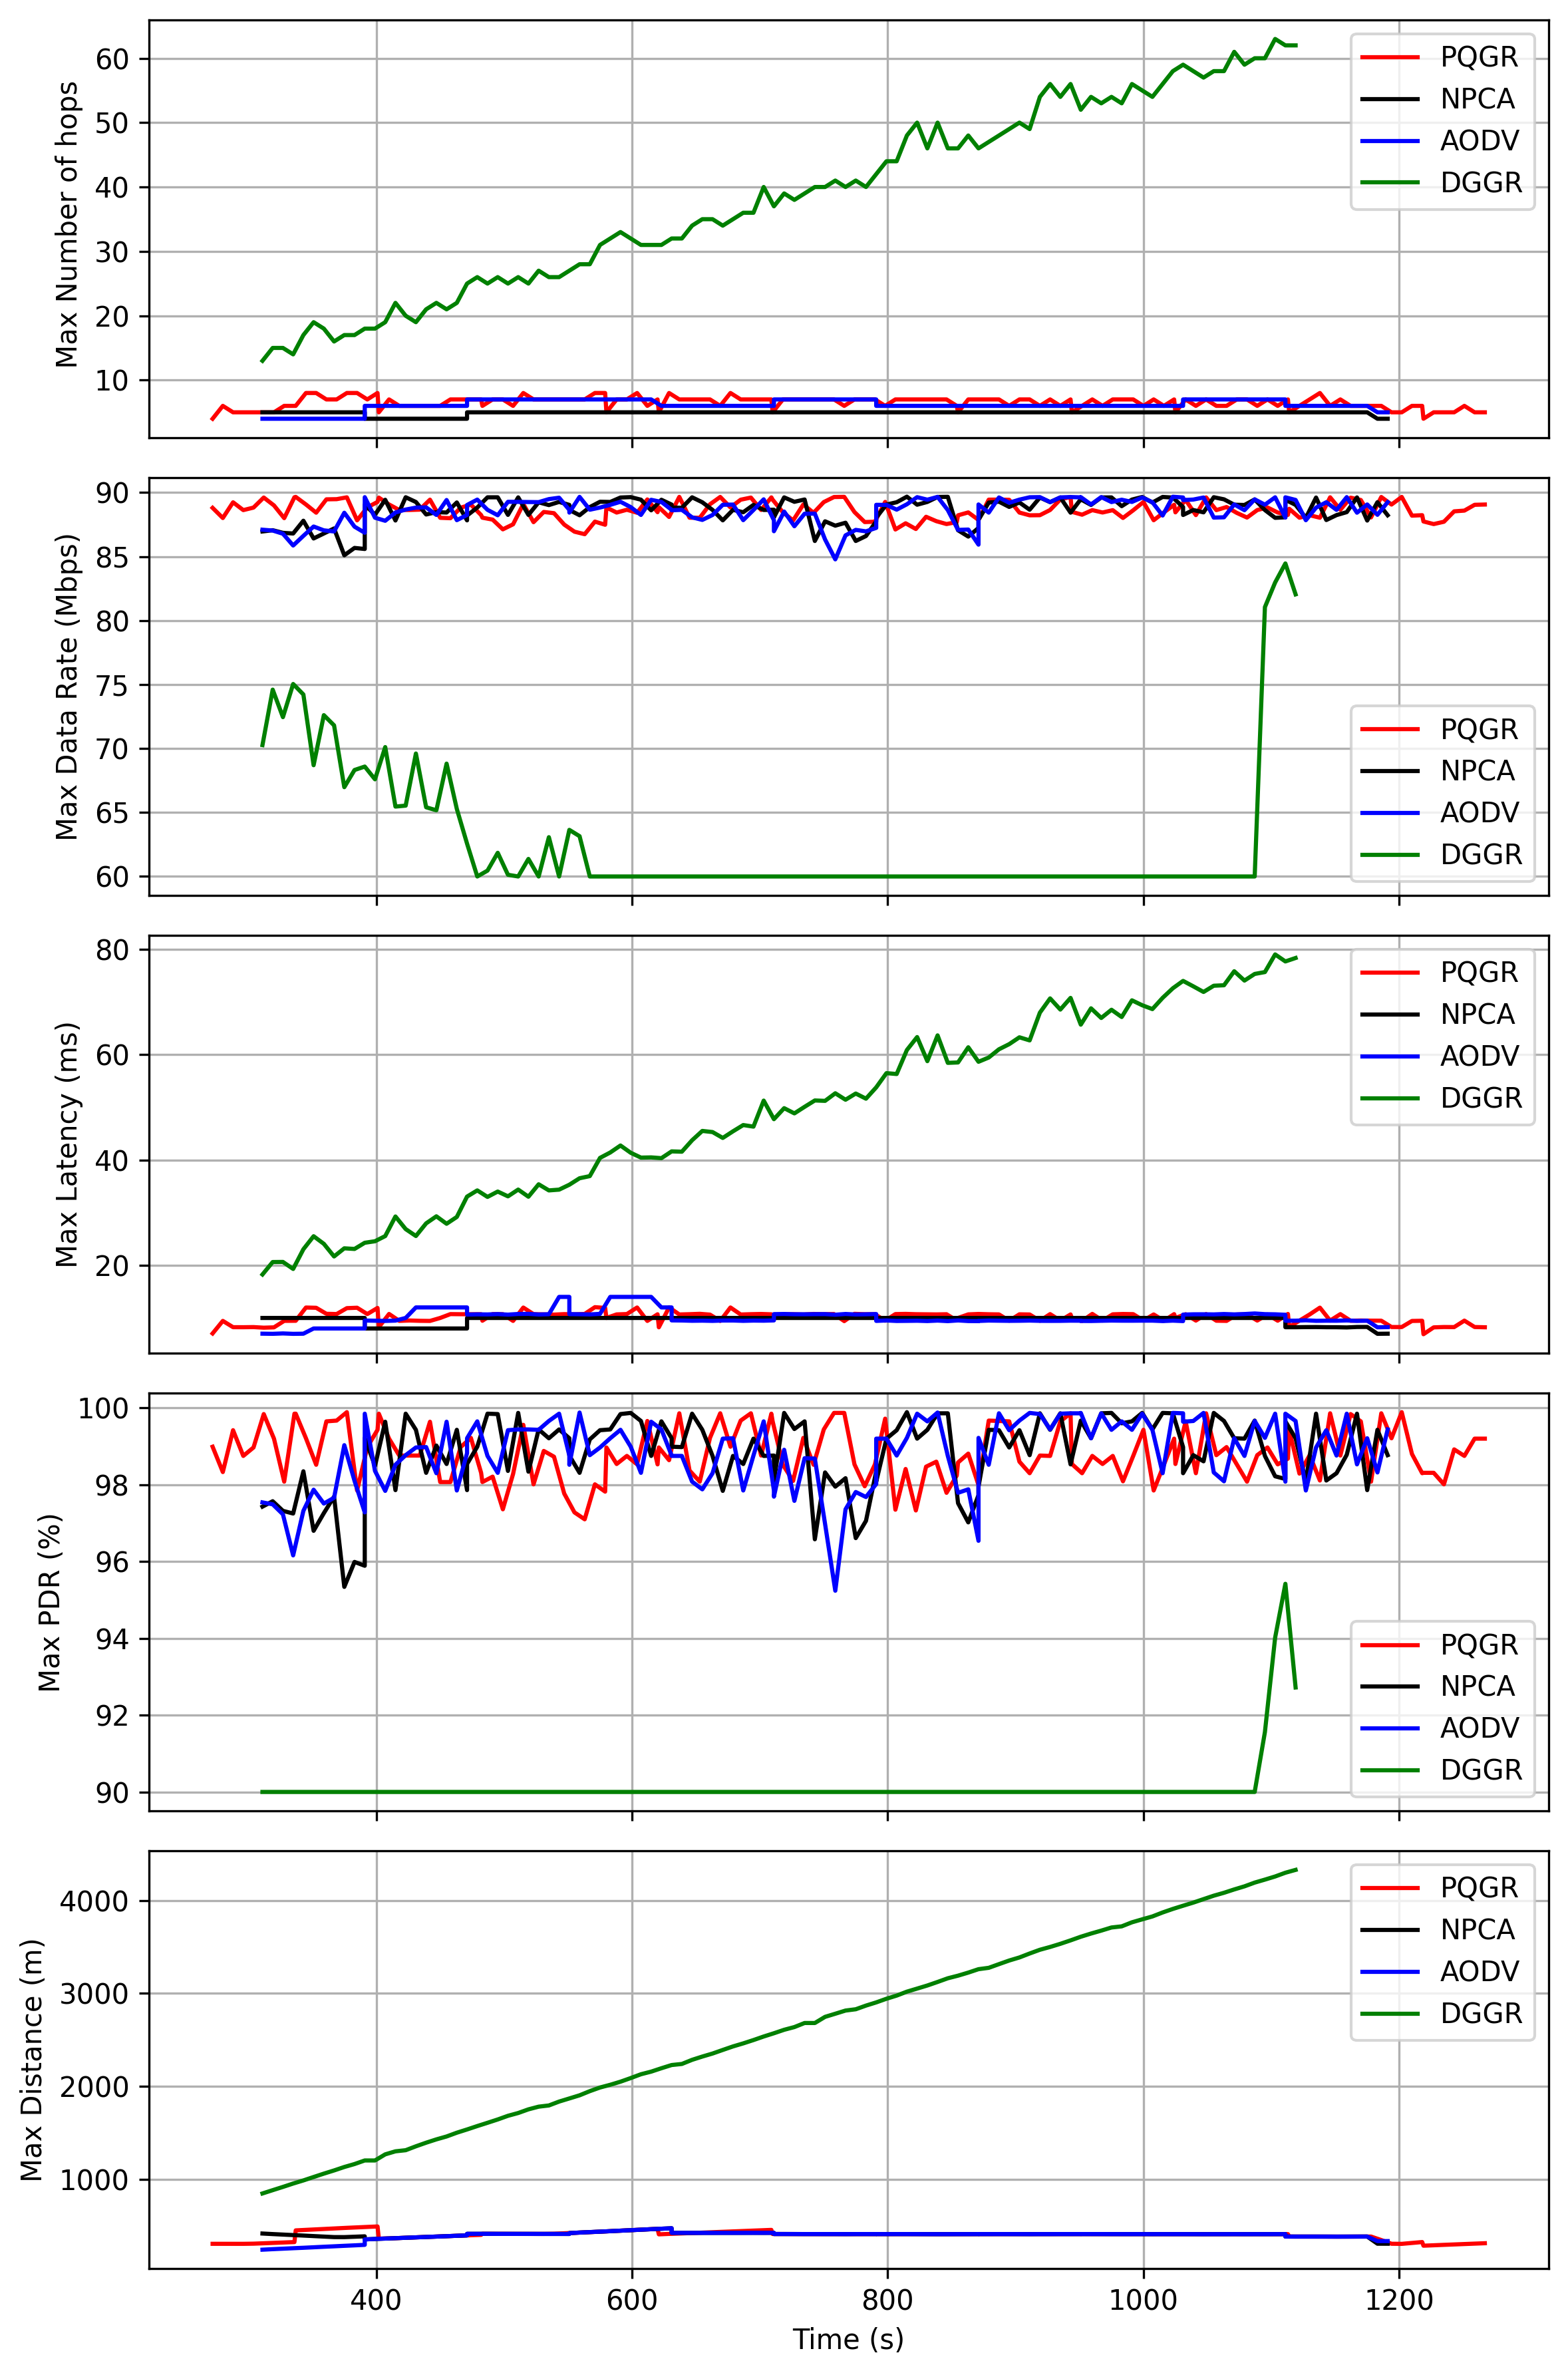 Max Number of hops
60
50
40
30
20
10
PQGR
NPCA
AODV
DGGR
Max Data Rate (Mbps)
90
85
80
75
70
65
60
PQGR
NPCA
AODV
DGGR
Max Latency (ms)
80
60
40
20
PQGR
NPCA
AODV
DGGR
Max PDR (%)
100
98
96
94
92
90
PQGR
NPCA
AODV
DGGR
Max Distance (m)
4000
3000
2000
1000
PQGR
NPCA
AODV
DGGR
400 600 800 1000 1200
Time (s)